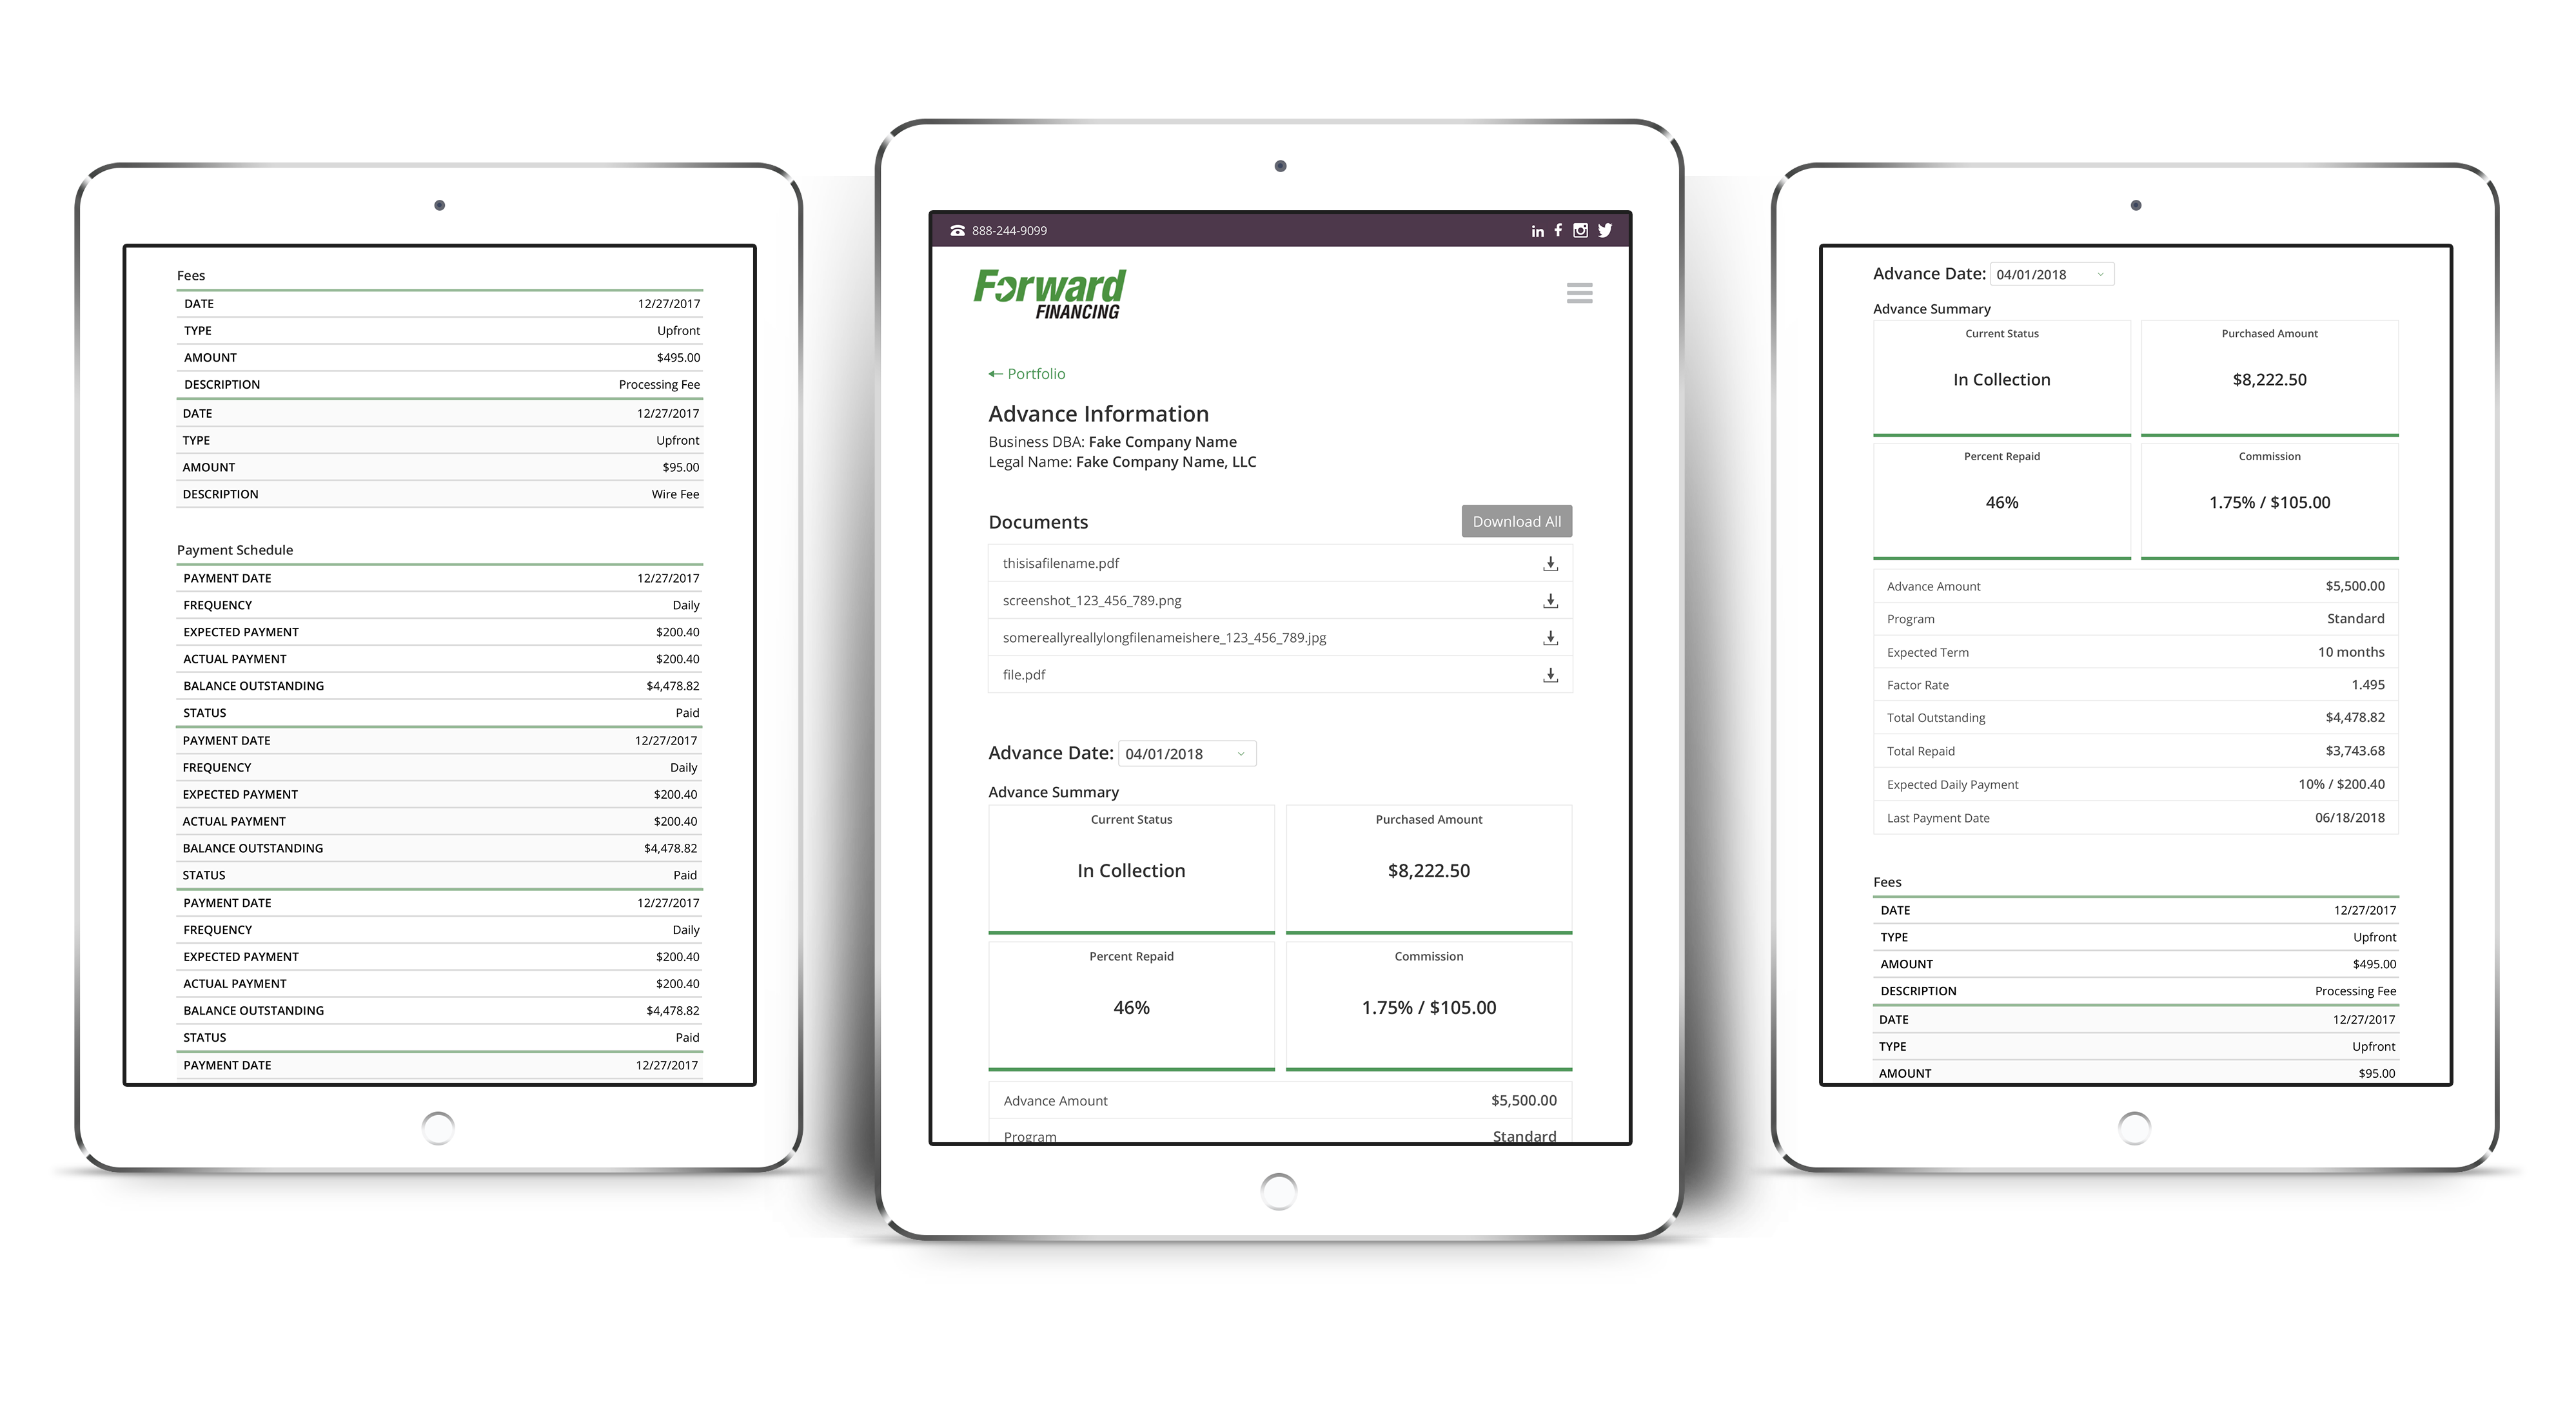 Fees
DATE 12/27/2017
TYPE Upfront
AMOUNT $495.00
DESCRIPTION Processing Fee
DATE 12/27/2017
TYPE Upfront
AMOUNT $95.00
DESCRIPTION Wire Fee
Payment Schedule
PAYMENT DATE 12/27/2017
FREQUENCY Daily
EXPECTED PAYMENT $200.40
ACTUAL PAYMENT $200.40
BALANCE OUTSTANDING $4,478.82
STATUS Paid
PAYMENT DATE 12/27/2017
FREQUENCY Daily
EXPECTED PAYMENT $200.40
ACTUAL PAYMENT $200.40
BALANCE OUTSTANDING $4,478.82
STATUS Paid
PAYMENT DATE 12/27/2017
FREQUENCY Daily
EXPECTED PAYMENT $200.40
ACTUAL PAYMENT $200.40
BALANCE OUTSTANDING $4,478.82
STATUS Paid
PAYMENT DATE 12/27/2017
888-244-9099
Forward
FINANCING
Portfolio
Advance Information
Business DBA: Fake Company Name
Legal Name: Fake Company Name, LLC
Documents Download All
thisisafilename.pdf
screenshot_123_456_789.png
somereallyreallylongfilenameishere_123_456_789.jpg
file.pdf
Advance Date: 04/01/2018
Advance Summary
Current Status Purchased Amount
In Collection $8,222.50
Percent Repaid Commission
46% 1.75% / $105.00
Advance Amount $5,500.00
Program Standard
Advance Date: 04/01/2018
Advance Summary
Current Status Purchased Amount
In Collection $8,222.50
Percent Repaid Commission
46% 1.75% / $105.00
Advance Amount $5,500.00
Program Standard
Expected Term 10 months
Factor Rate 1.495
Total Outstanding $4,478.82
Total Repaid $3,743.68
Expected Daily Payment 10% / $200.40
Last Payment Date 06/18/2018
Fees
DATE 12/27/2017
TYPE Upfront
AMOUNT $495.00
DESCRIPTION Processing Fee
DATE 12/27/2017
TYPE Upfront
AMOUNT $95.00